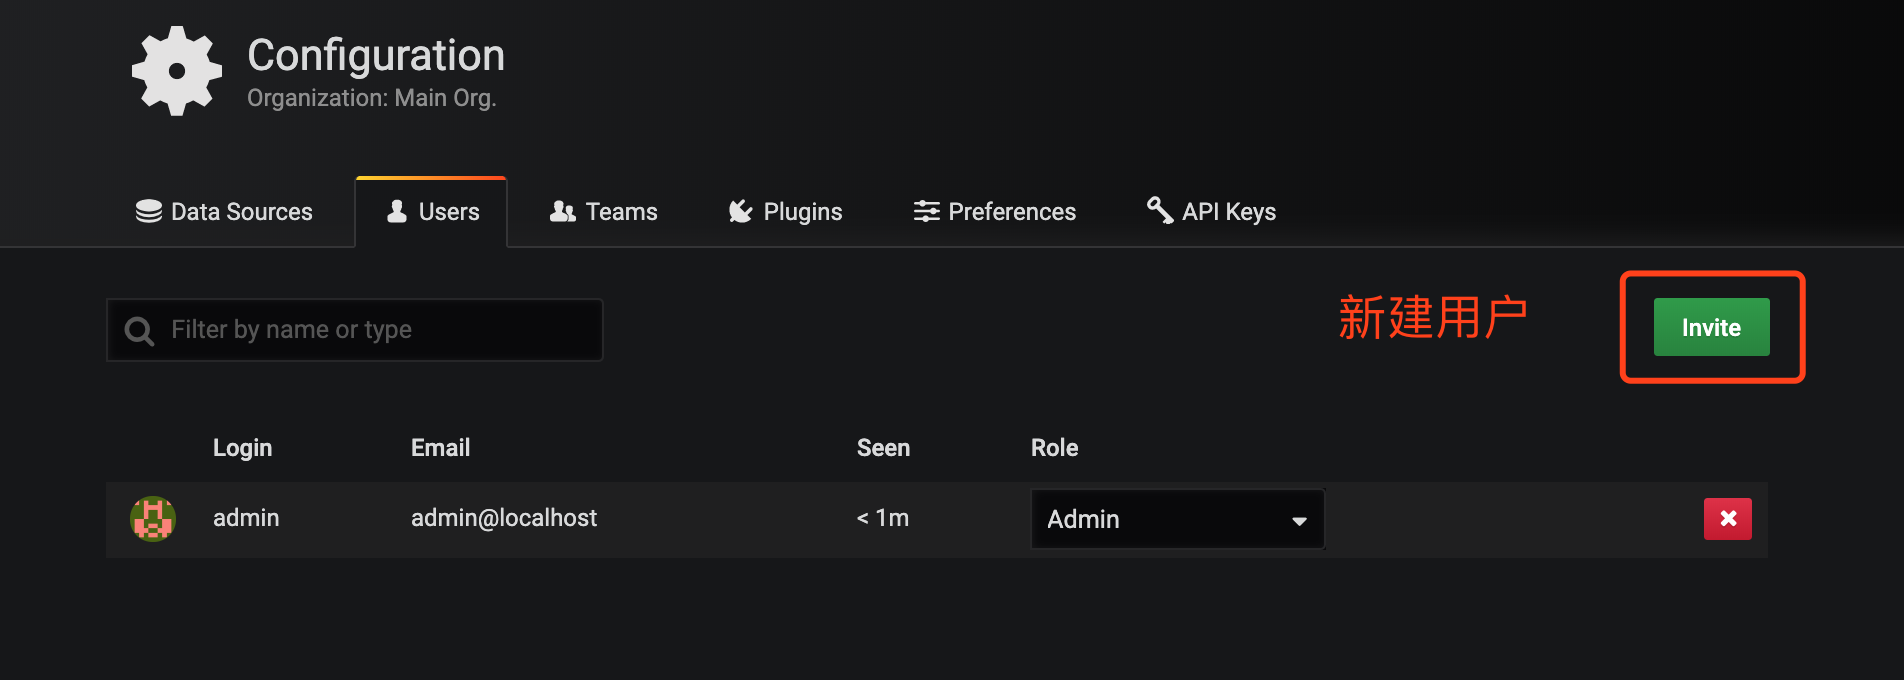 Configuration
Organization: Main Org.
Data Sources Users Teams Plugins Preferences API Keys
Filter by name or type 新建用户 Invite
Login Email Seen Role
admin admin@localhost < 1m Admin